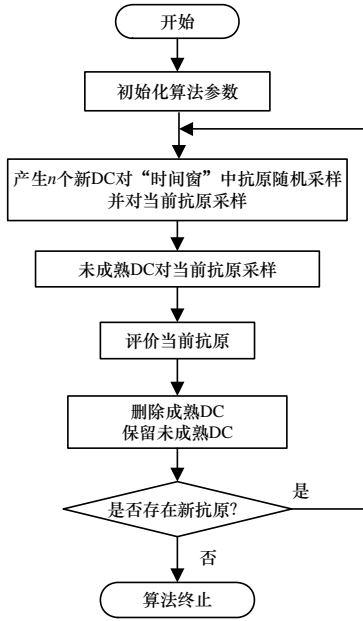 开始
初始化算法参数
产生n个新DC对“时间窗”中抗原随机采样
并对当前抗原采样
未成熟DC对当前抗原采样
评价当前抗原
删除成熟DC
保留未成熟DC
是否存在新抗原?
是
否
算法终止